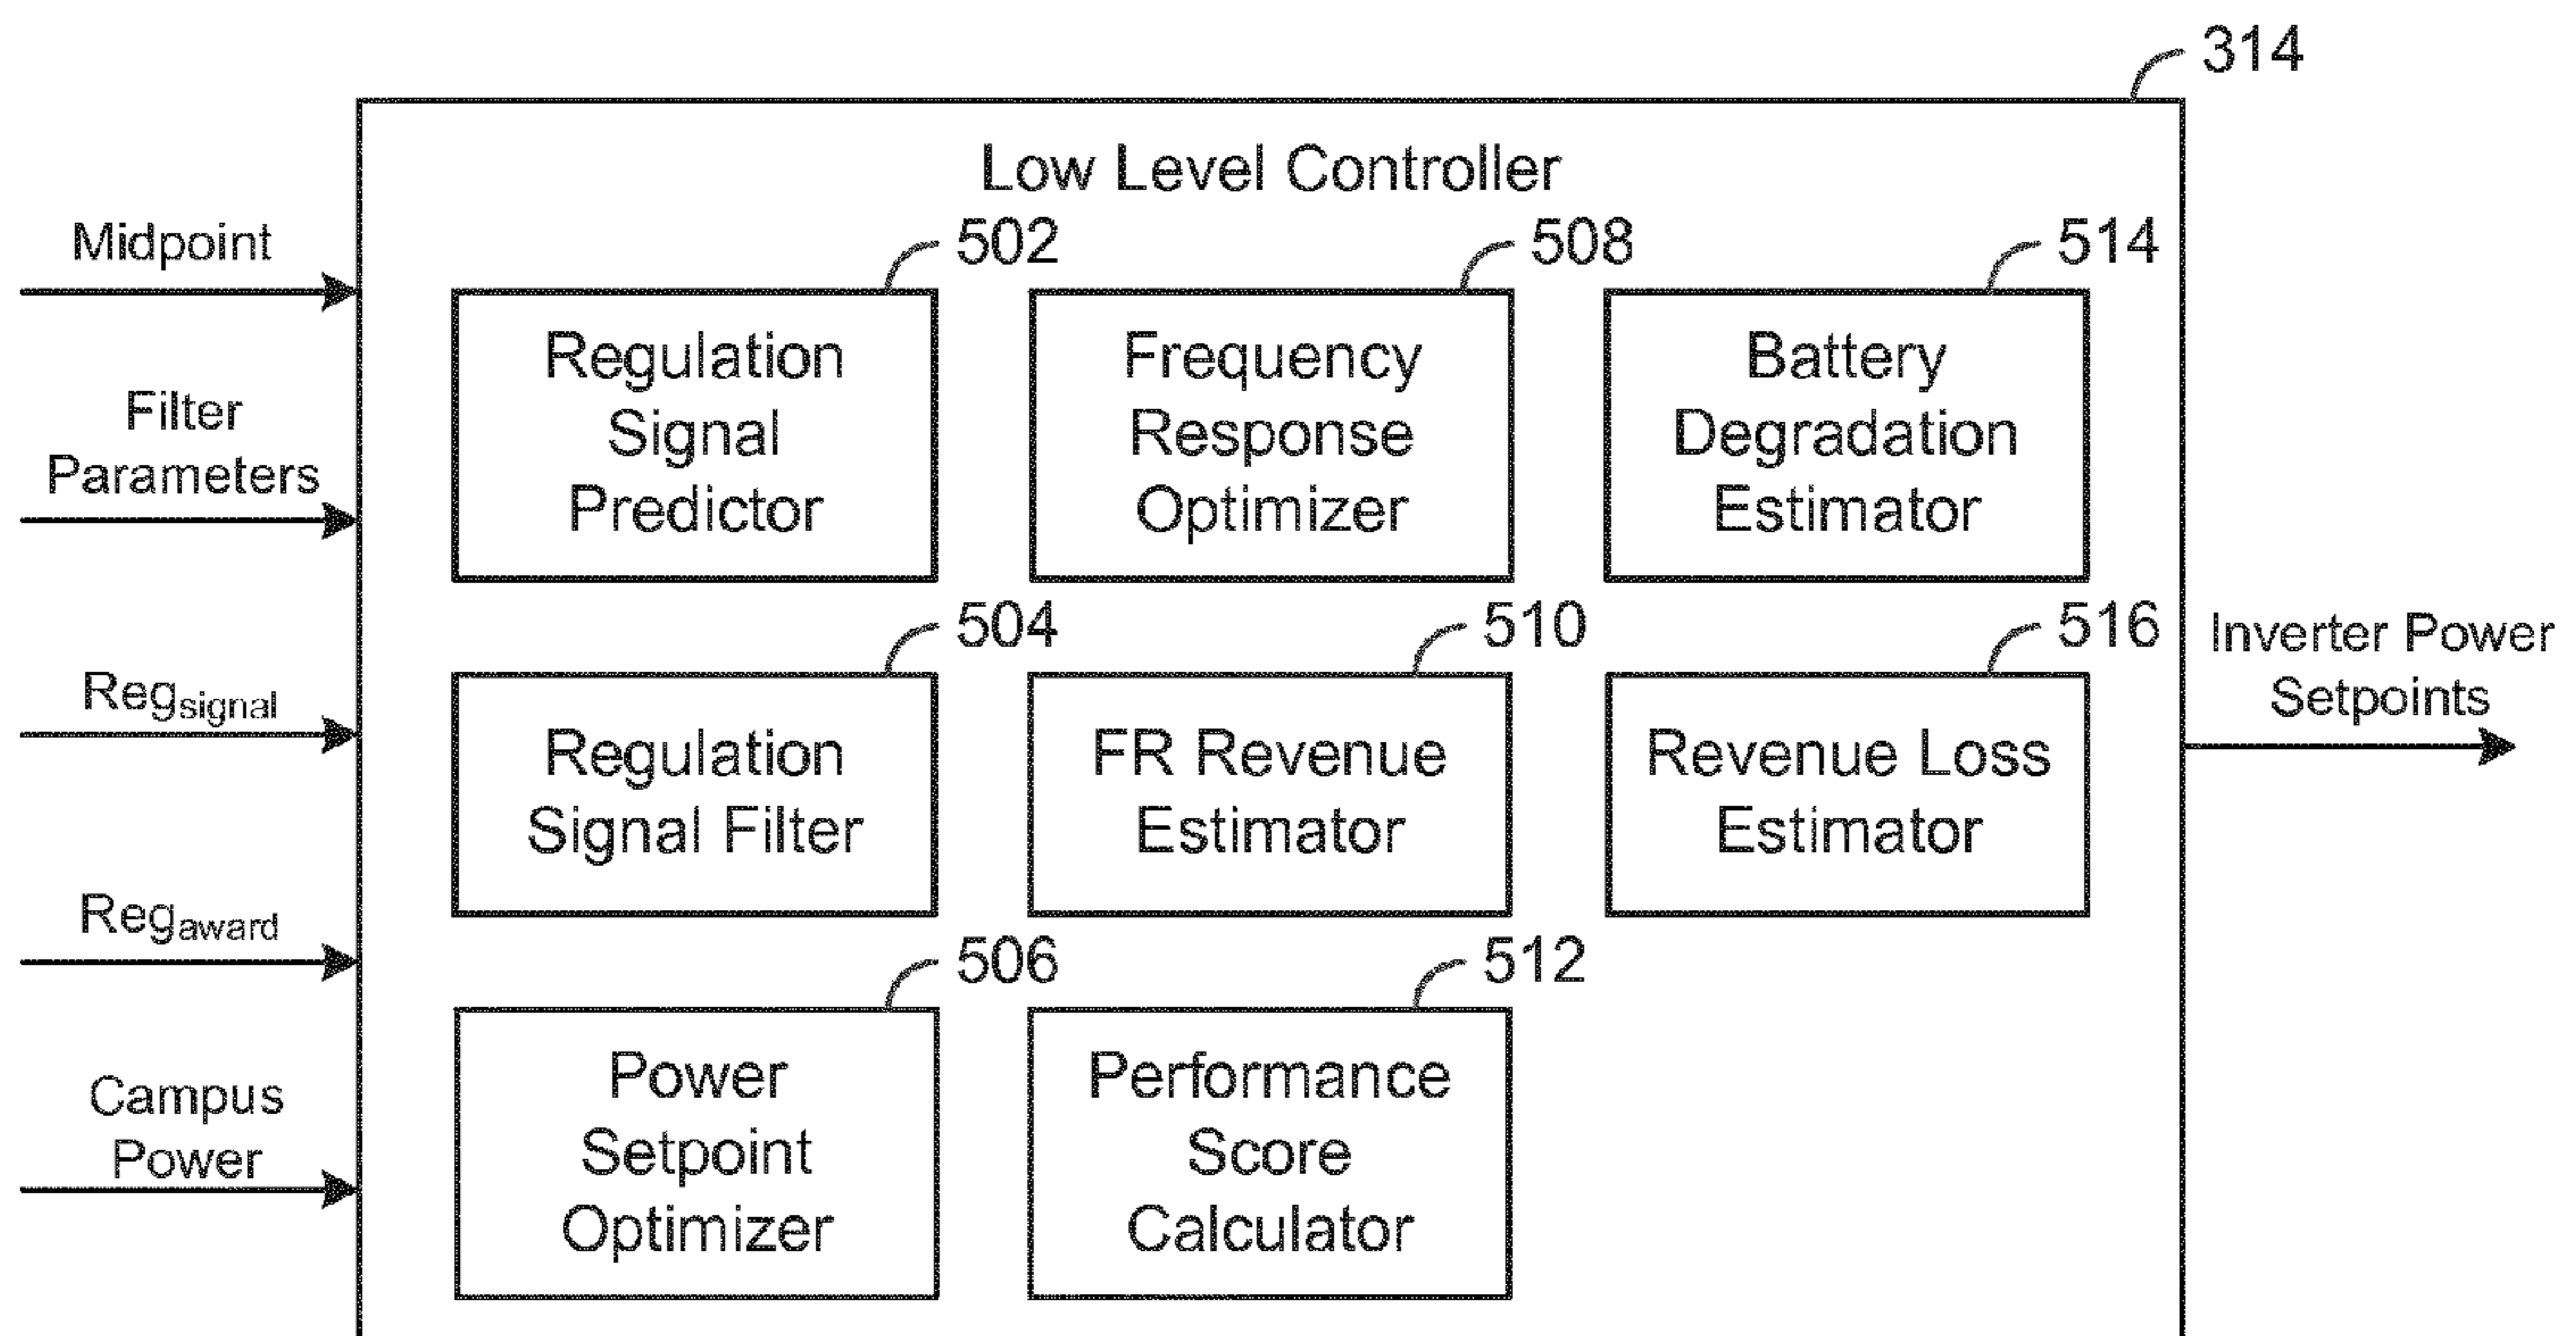 314
Low Level Controller
Midpoint
Filter
Parameters
Regsignal
Regaward
Campus
Power
502
Regulation
Signal
Predictor
508
Frequency
Response
Optimizer
514
Battery
Degradation
Estimator
504
Regulation
Signal Filter
510
FR Revenue
Estimator
516
Revenue Loss
Estimator
506
Power
Setpoint
Optimizer
512
Performance
Score
Calculator
Inverter Power
Setpoints